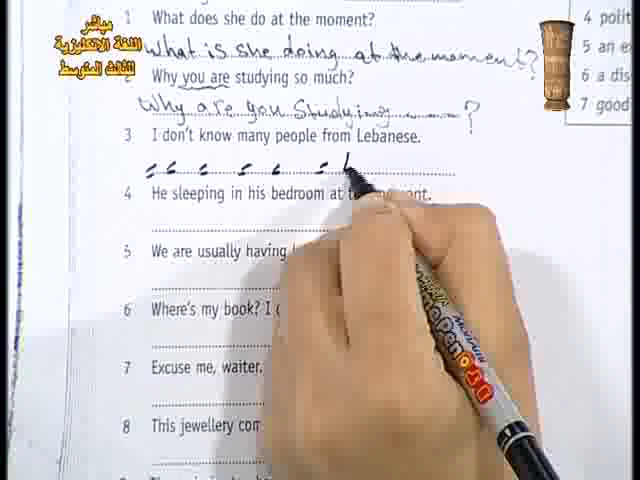 مباشر
اللغة الانكليزية
للثالث المتوسط
1 What does she do at the moment?
What is she doing at the moment?
2 Why you are studying so much?
Why are you studying ?
3 I don't know many people from Lebanese.
4 He sleeping in his bedroom at
5 We are usually having
6 Where's my book? I
7 Excuse me, waiter.
8 This jewellery com
4 polit
5 an e
6 a dis
7 good